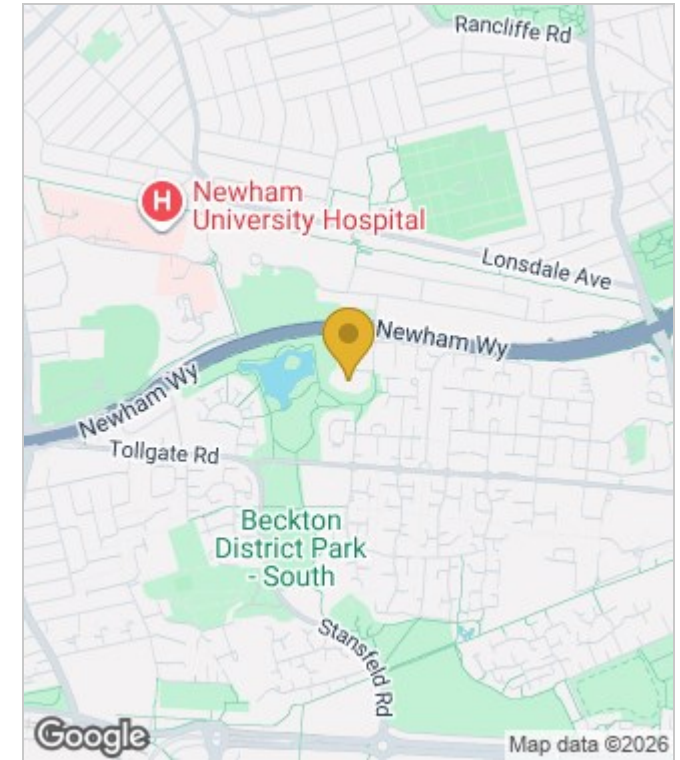 Rancliffe Rd
H
Newham
University Hospital
Lonsdale Ave
Newham Wy
Newham Wy
Tollgate Rd
Beckton
District Park
- South
Stansfeld Rd
Google
Map data ©2026